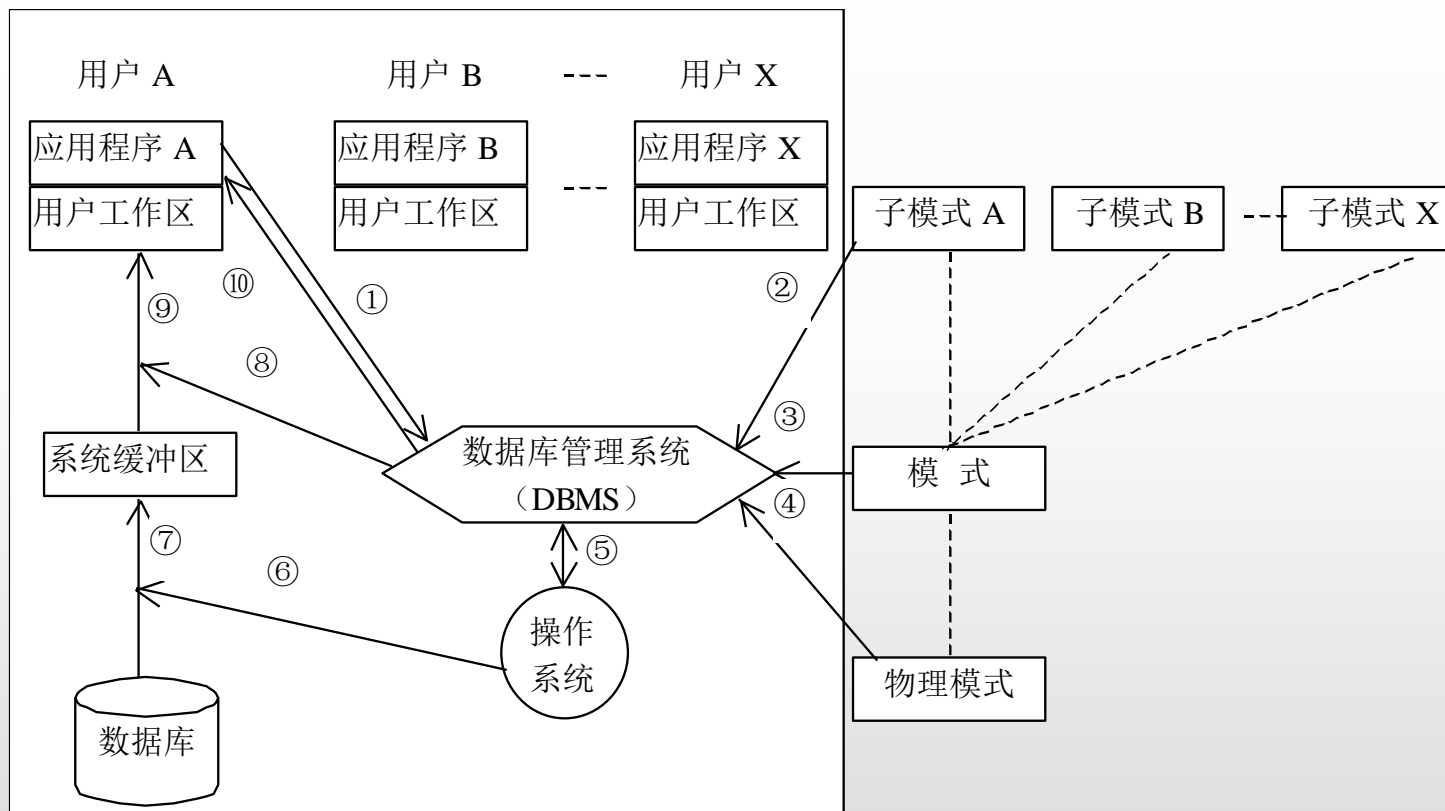 用户 A 用户 B --- 用户 X
应用程序 A 应用程序 B 应用程序 X
---
用户工作区 用户工作区 用户工作区 子模式 A 子模式 B --- 子模式 X
⑩ ① ②
⑨
⑧
③
系统缓冲区 数据库管理系统 模 式
（DBMS） ④
⑦ ⑤
⑥
操作
系统 物理模式
数据库